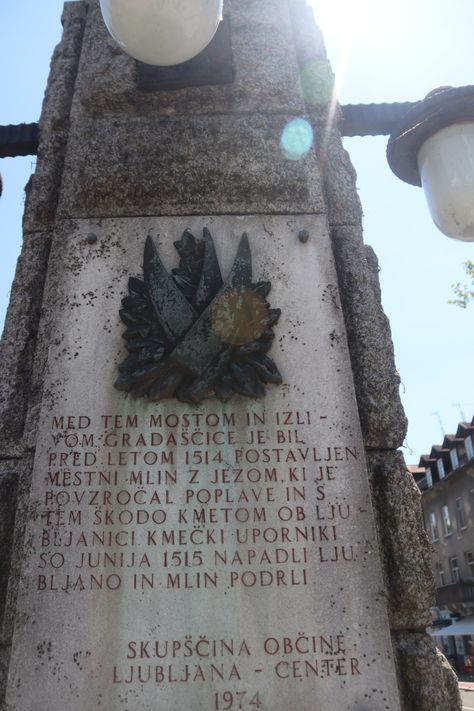 MED TEM MOSTOM IN IZLI-
VOM GRADAŠČICE JE BIL
PRED LETOM 1514 POSTAVLJEN
MESTNI MLIN Z JEZOM, KI JE
POVZROČAL POPLAVE IN S
TEM ŠKODO KMETOM OB LJU
BLJANICI KMEČKI UPORNIKI
SO JUNIJA 1515 NAPADLI LJU
BLJANO IN MLIN PODRLI
SKUPŠČINA OBČINE
LJUBLJANA - CENTER
1974